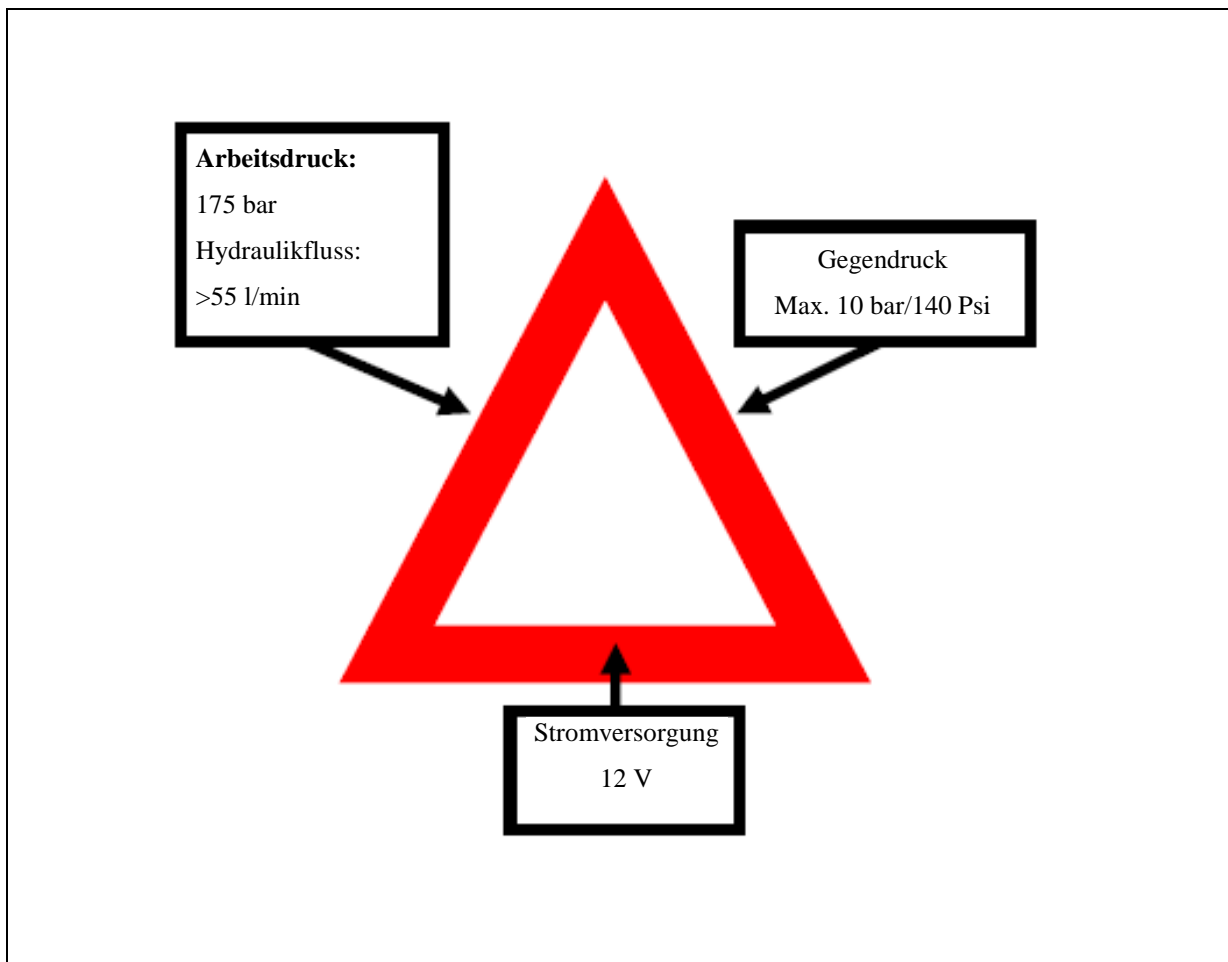 Arbeitsdruck:
175 bar
Hydraulikfluss:
>55 l/min
Gegendruck
Max. 10 bar/140 Psi
Stromversorgung
12 V